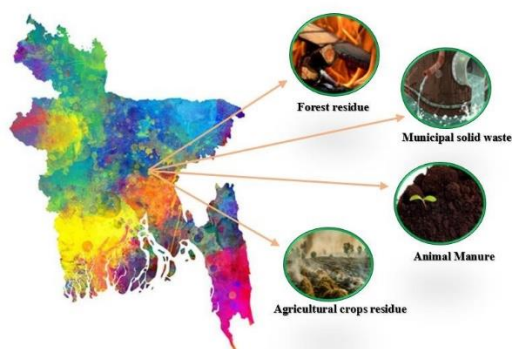 Forest residue
Municipal solid waste
Animal Manure
Agricultural crops residue